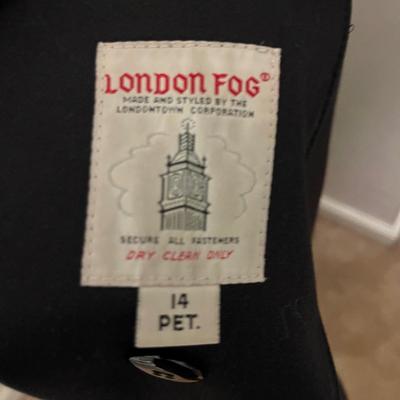 LONDON FOG®
MADE AND STYLED BY THE
LONDONTOWN CORPORATION
SECURE ALL FASTENERS
DRY CLEAN ONLY
14
PET.